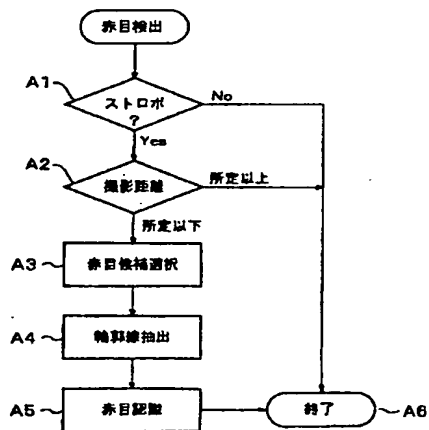 赤目検出
A1
ストロボ
?
No
Yes
A2
撮影距離
所定以上
所定以下
A3
赤目候補選択
A4
輪郭線抽出
A5
赤目認識
終了
A6